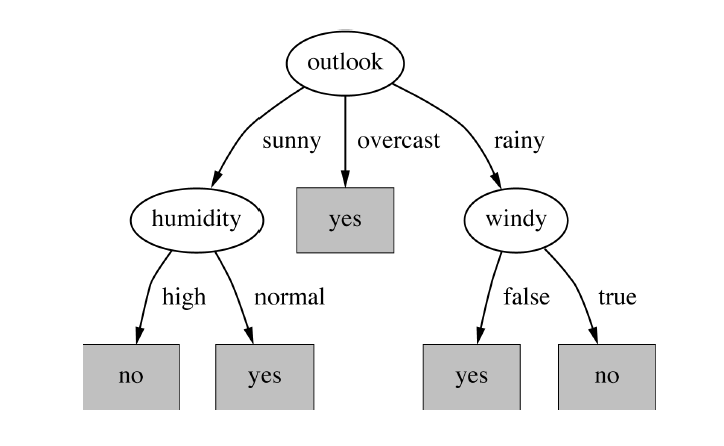 outlook
sunny overcast rainy
humidity yes windy
high normal false true
no yes yes no